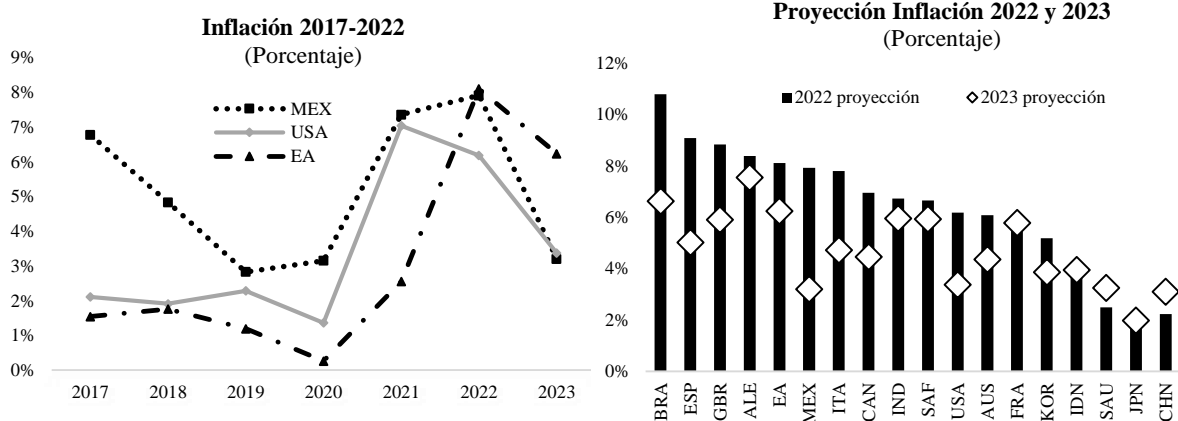 Inflación 2017-2022
(Porcentaje)
9%
8%
7%
6%
5%
4%
3%
2%
1%
0%
MEX
USA
EA
2017 2018 2019 2020 2021 2022 2023
Proyección Inflación 2022 y 2023
(Porcentaje)
12%
10%
8%
6%
4%
2%
0%
2022 proyección 2023 proyección
BRA ESP GBR ALE EA MEX ITA CAN IND SAF USA AUS FRA KOR IDN SAU JPN CHN